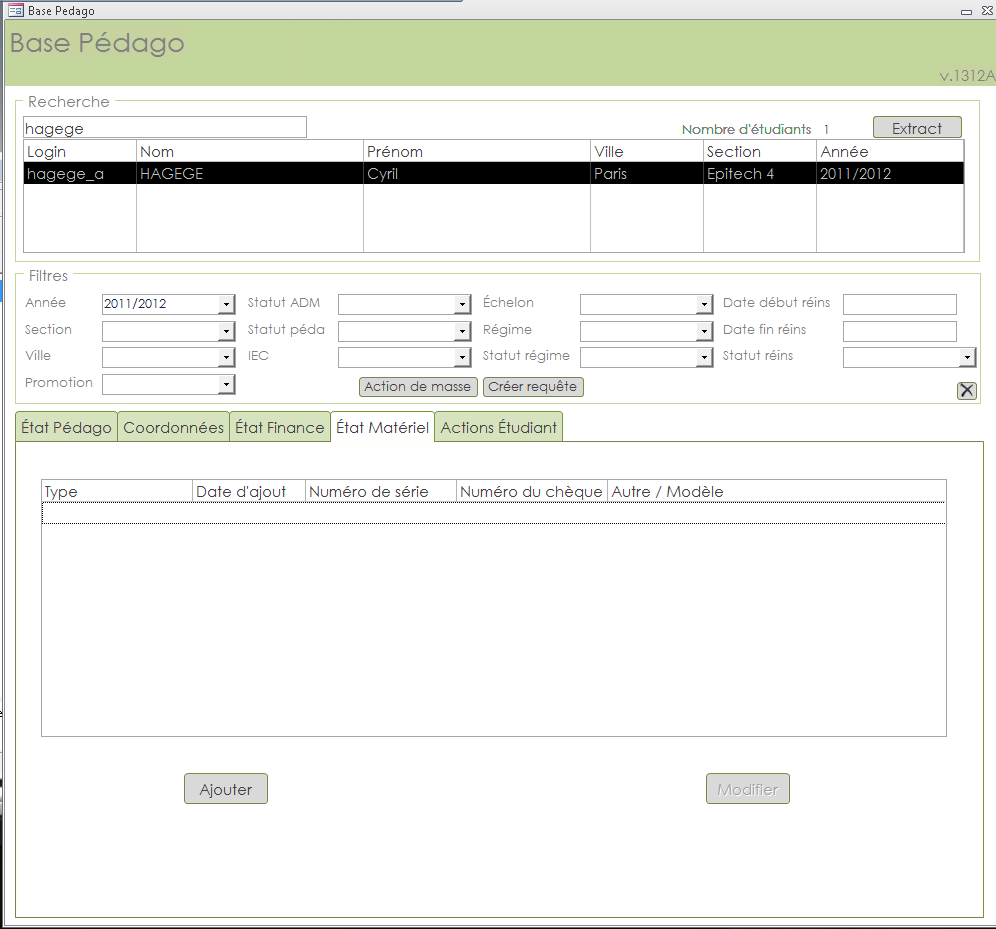 Base Pedago
Base Pédago
v.1312A
Recherche
hagege
Nombre d'étudiants 1 Extract
Login Nom Prénom Ville Section Année
hagege_a HAGEGE Cyril Paris Epitech 4 2011/2012
Filtres
Année 2011/2012 Statut ADM Échelon Date début réins
Section Statut péda Régime Date fin réins
Ville IEC Statut régime Statut réins
Promotion Action de masse Créer requête
État Pédago Coordonnées État Finance État Matériel Actions Étudiant
Type Date d'ajout Numéro de série Numéro du chèque Autre / Modèle
Ajouter Modifier